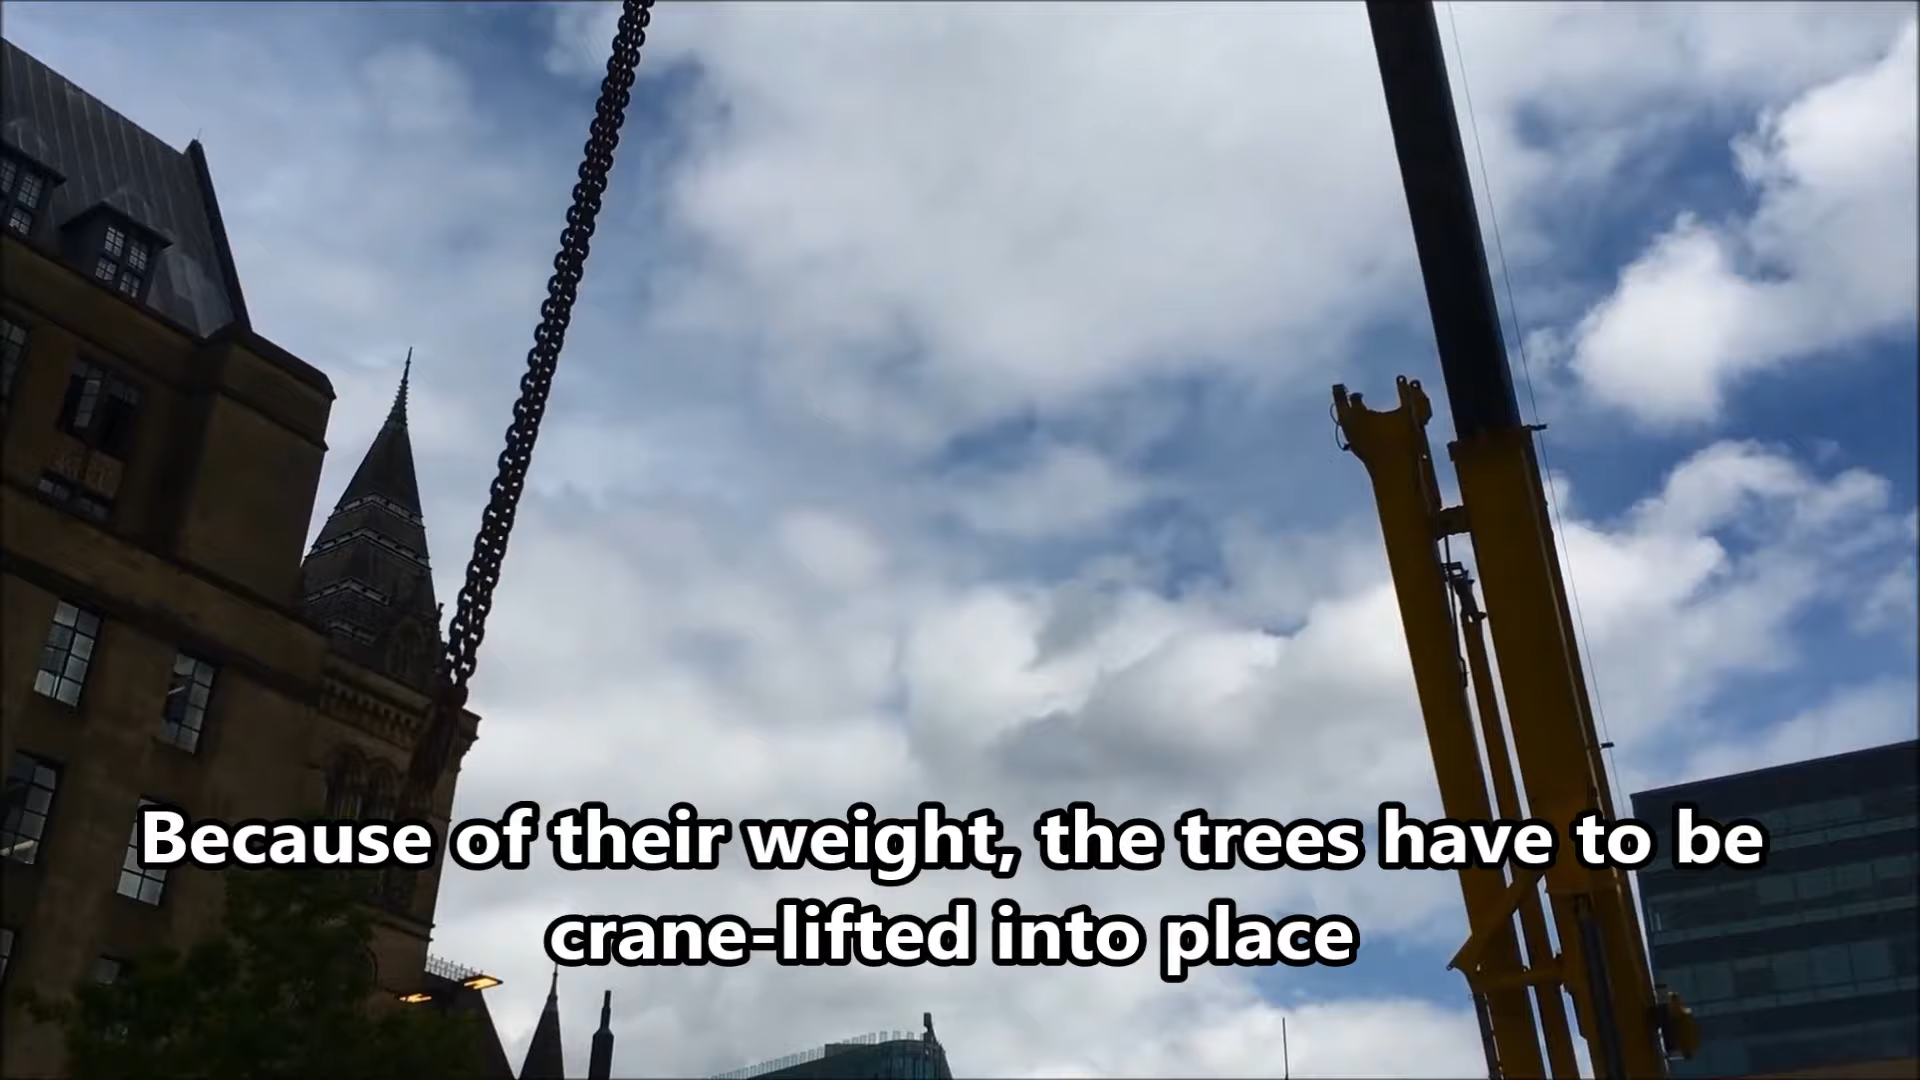 Because of their weight, the trees have to be
crane-lifted into place